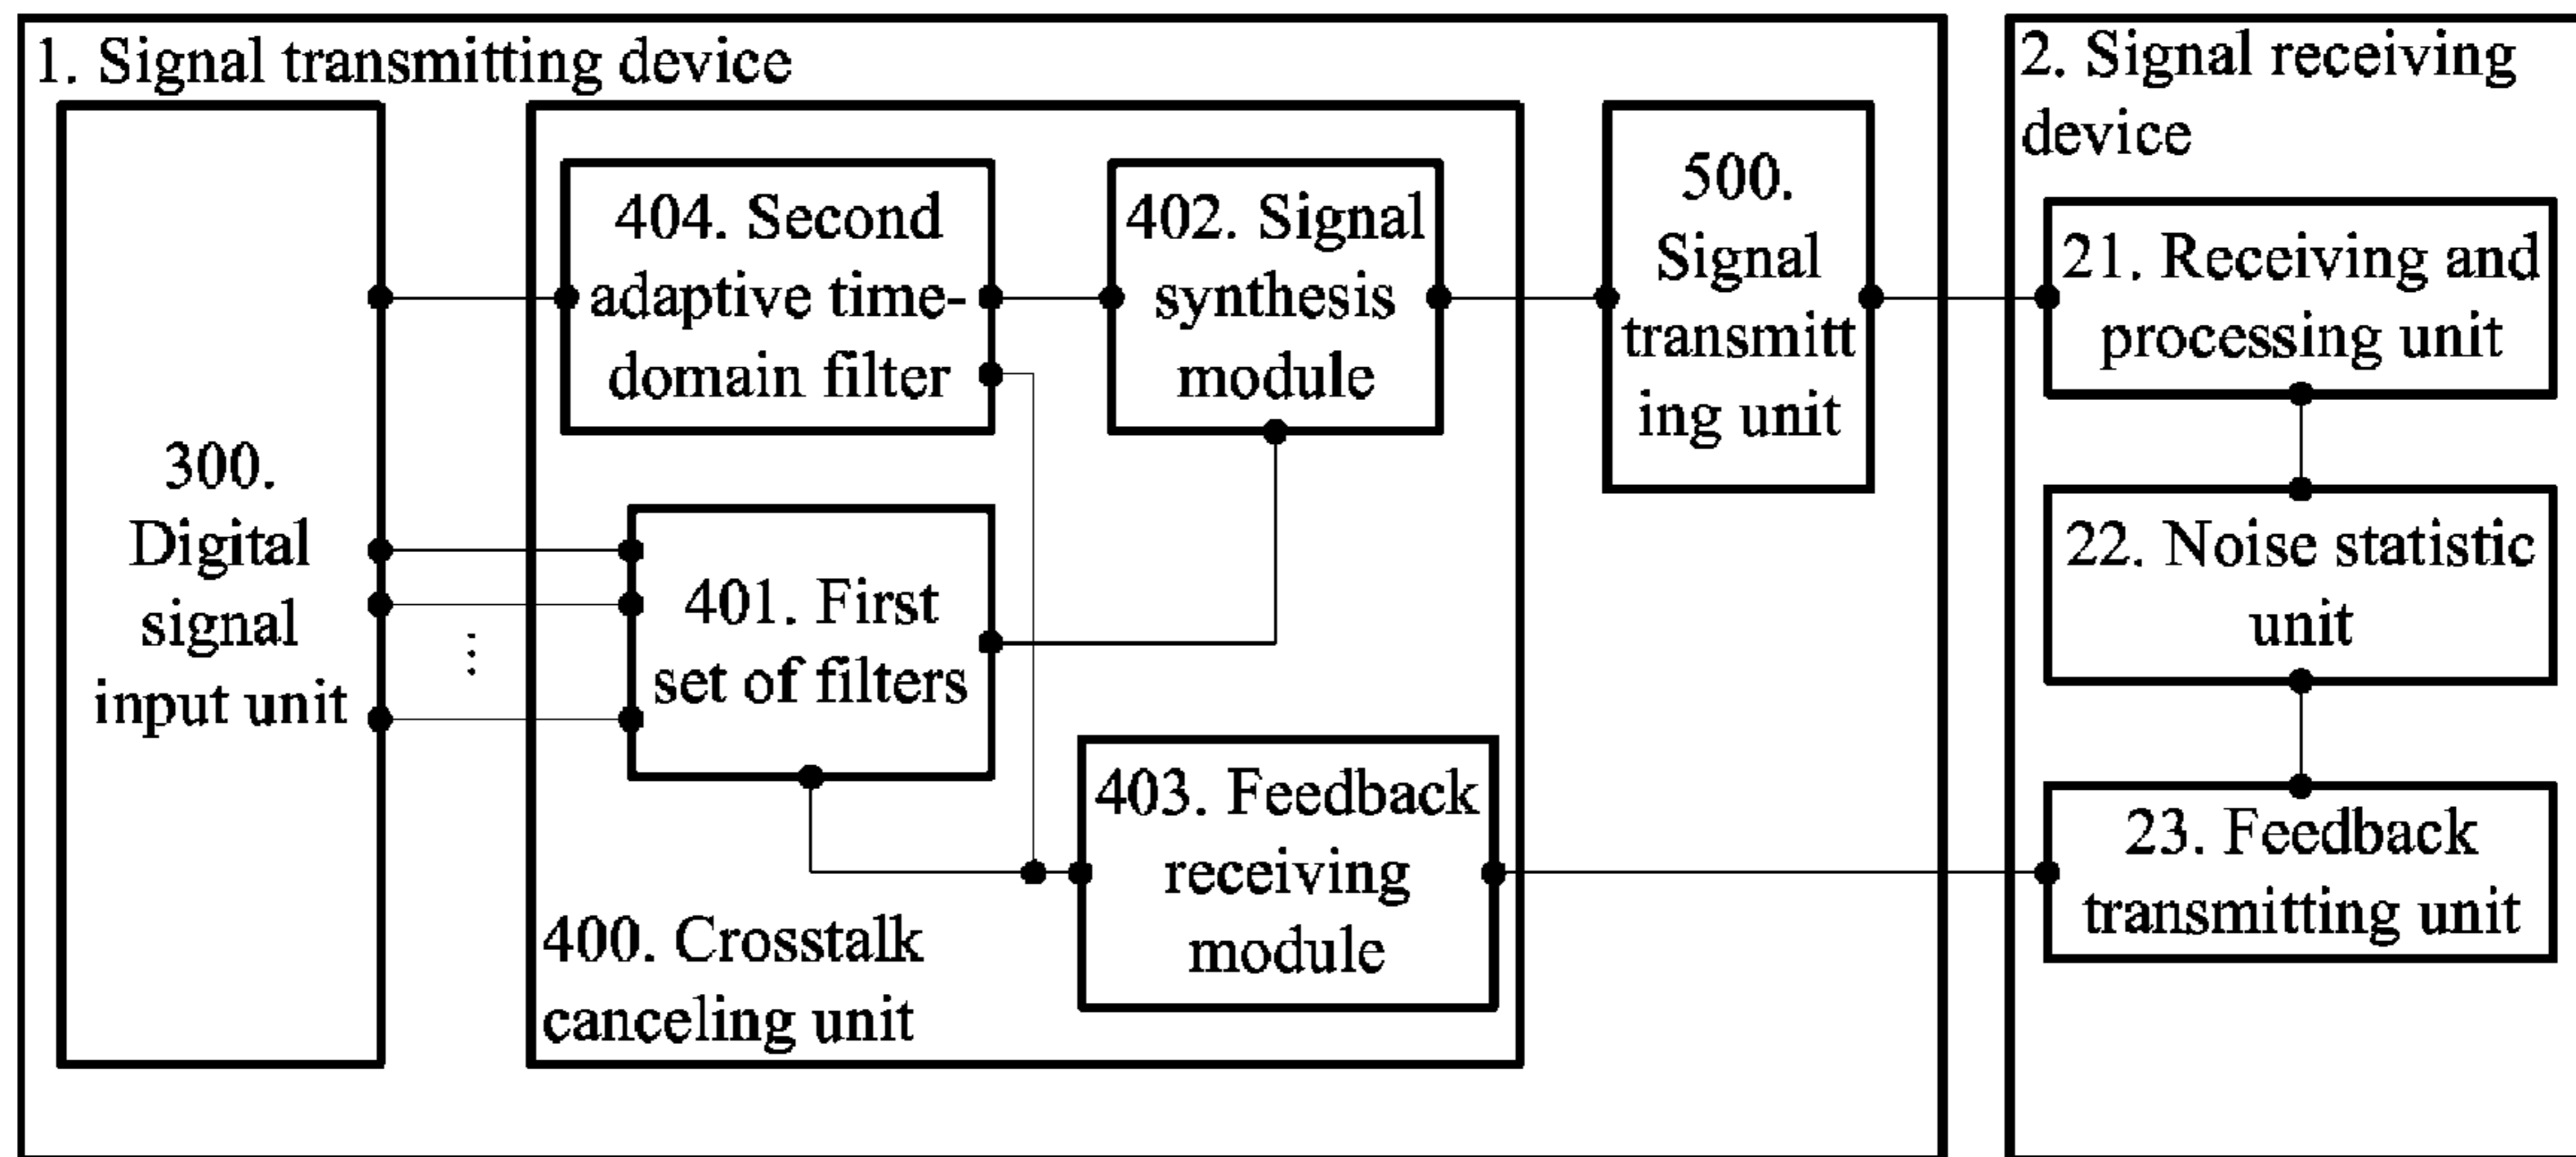 1. Signal transmitting device
300.
Digital
signal
input unit
404. Second
adaptive time-
domain filter
402. Signal
synthesis
module
401. First
set of filters
403. Feedback
receiving
module
400. Crosstalk
canceling unit
500.
Signal
transmitt
ing unit
2. Signal receiving
device
21. Receiving and
processing unit
22. Noise statistic
unit
23. Feedback
transmitting unit